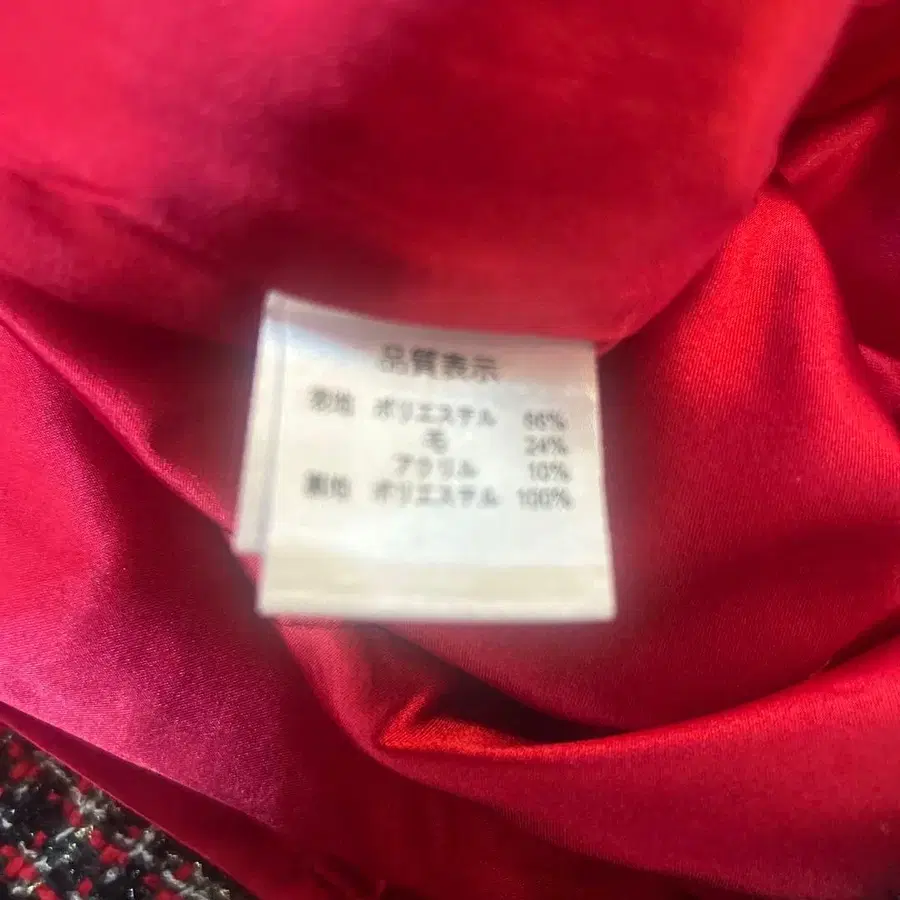 品質表示
表地 ポリエステル 66%
毛 24%
アクリル 10%
裏地 ポリエステル 100%